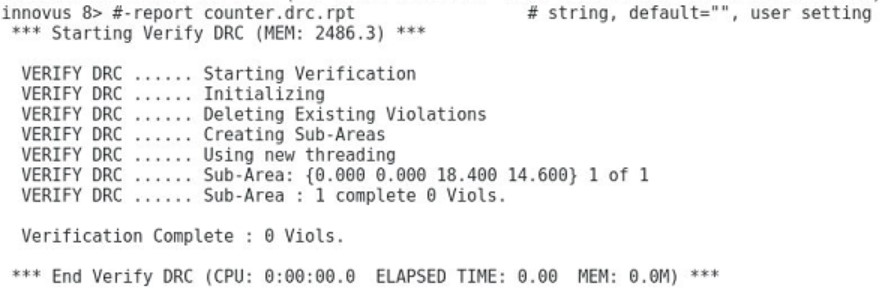 innovus 8> #-report counter.drc.rpt # string, default="", user setting
*** Starting Verify DRC (MEM: 2486.3) ***
VERIFY DRC ...... Starting Verification
VERIFY DRC ...... Initializing
VERIFY DRC ...... Deleting Existing Violations
VERIFY DRC ...... Creating Sub-Areas
VERIFY DRC ...... Using new threading
VERIFY DRC ...... Sub-Area: {0.000 0.000 18.400 14.600} 1 of 1
VERIFY DRC ...... Sub-Area : 1 complete 0 Viols.
Verification Complete : 0 Viols.
*** End Verify DRC (CPU: 0:00:00.0 ELAPSED TIME: 0.00 MEM: 0.0M) ***